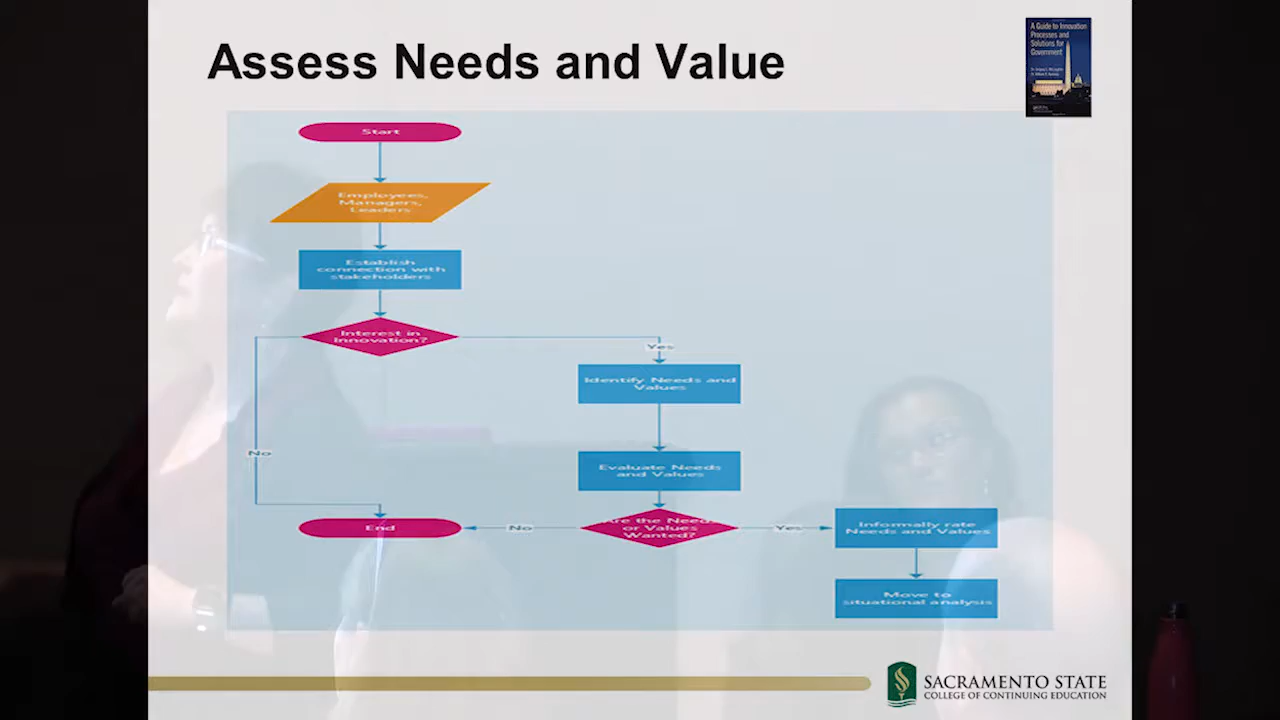 Assess Needs and Value
A Guide to Innovation
Processes and
Solutions for
Government
Start
Employees,
Managers,
Leaders
Establish
connection with
stakeholders
Interest in
Innovation?
Yes
Identify Needs and
Values
No
Evaluate Needs
and Values
End
No
re the Need
or Values
Wanted?
Yes
Informally rate
Needs and Values
Move to
situational analysis
SACRAMENTO STATE
COLLEGE OF CONTINUING EDUCATION